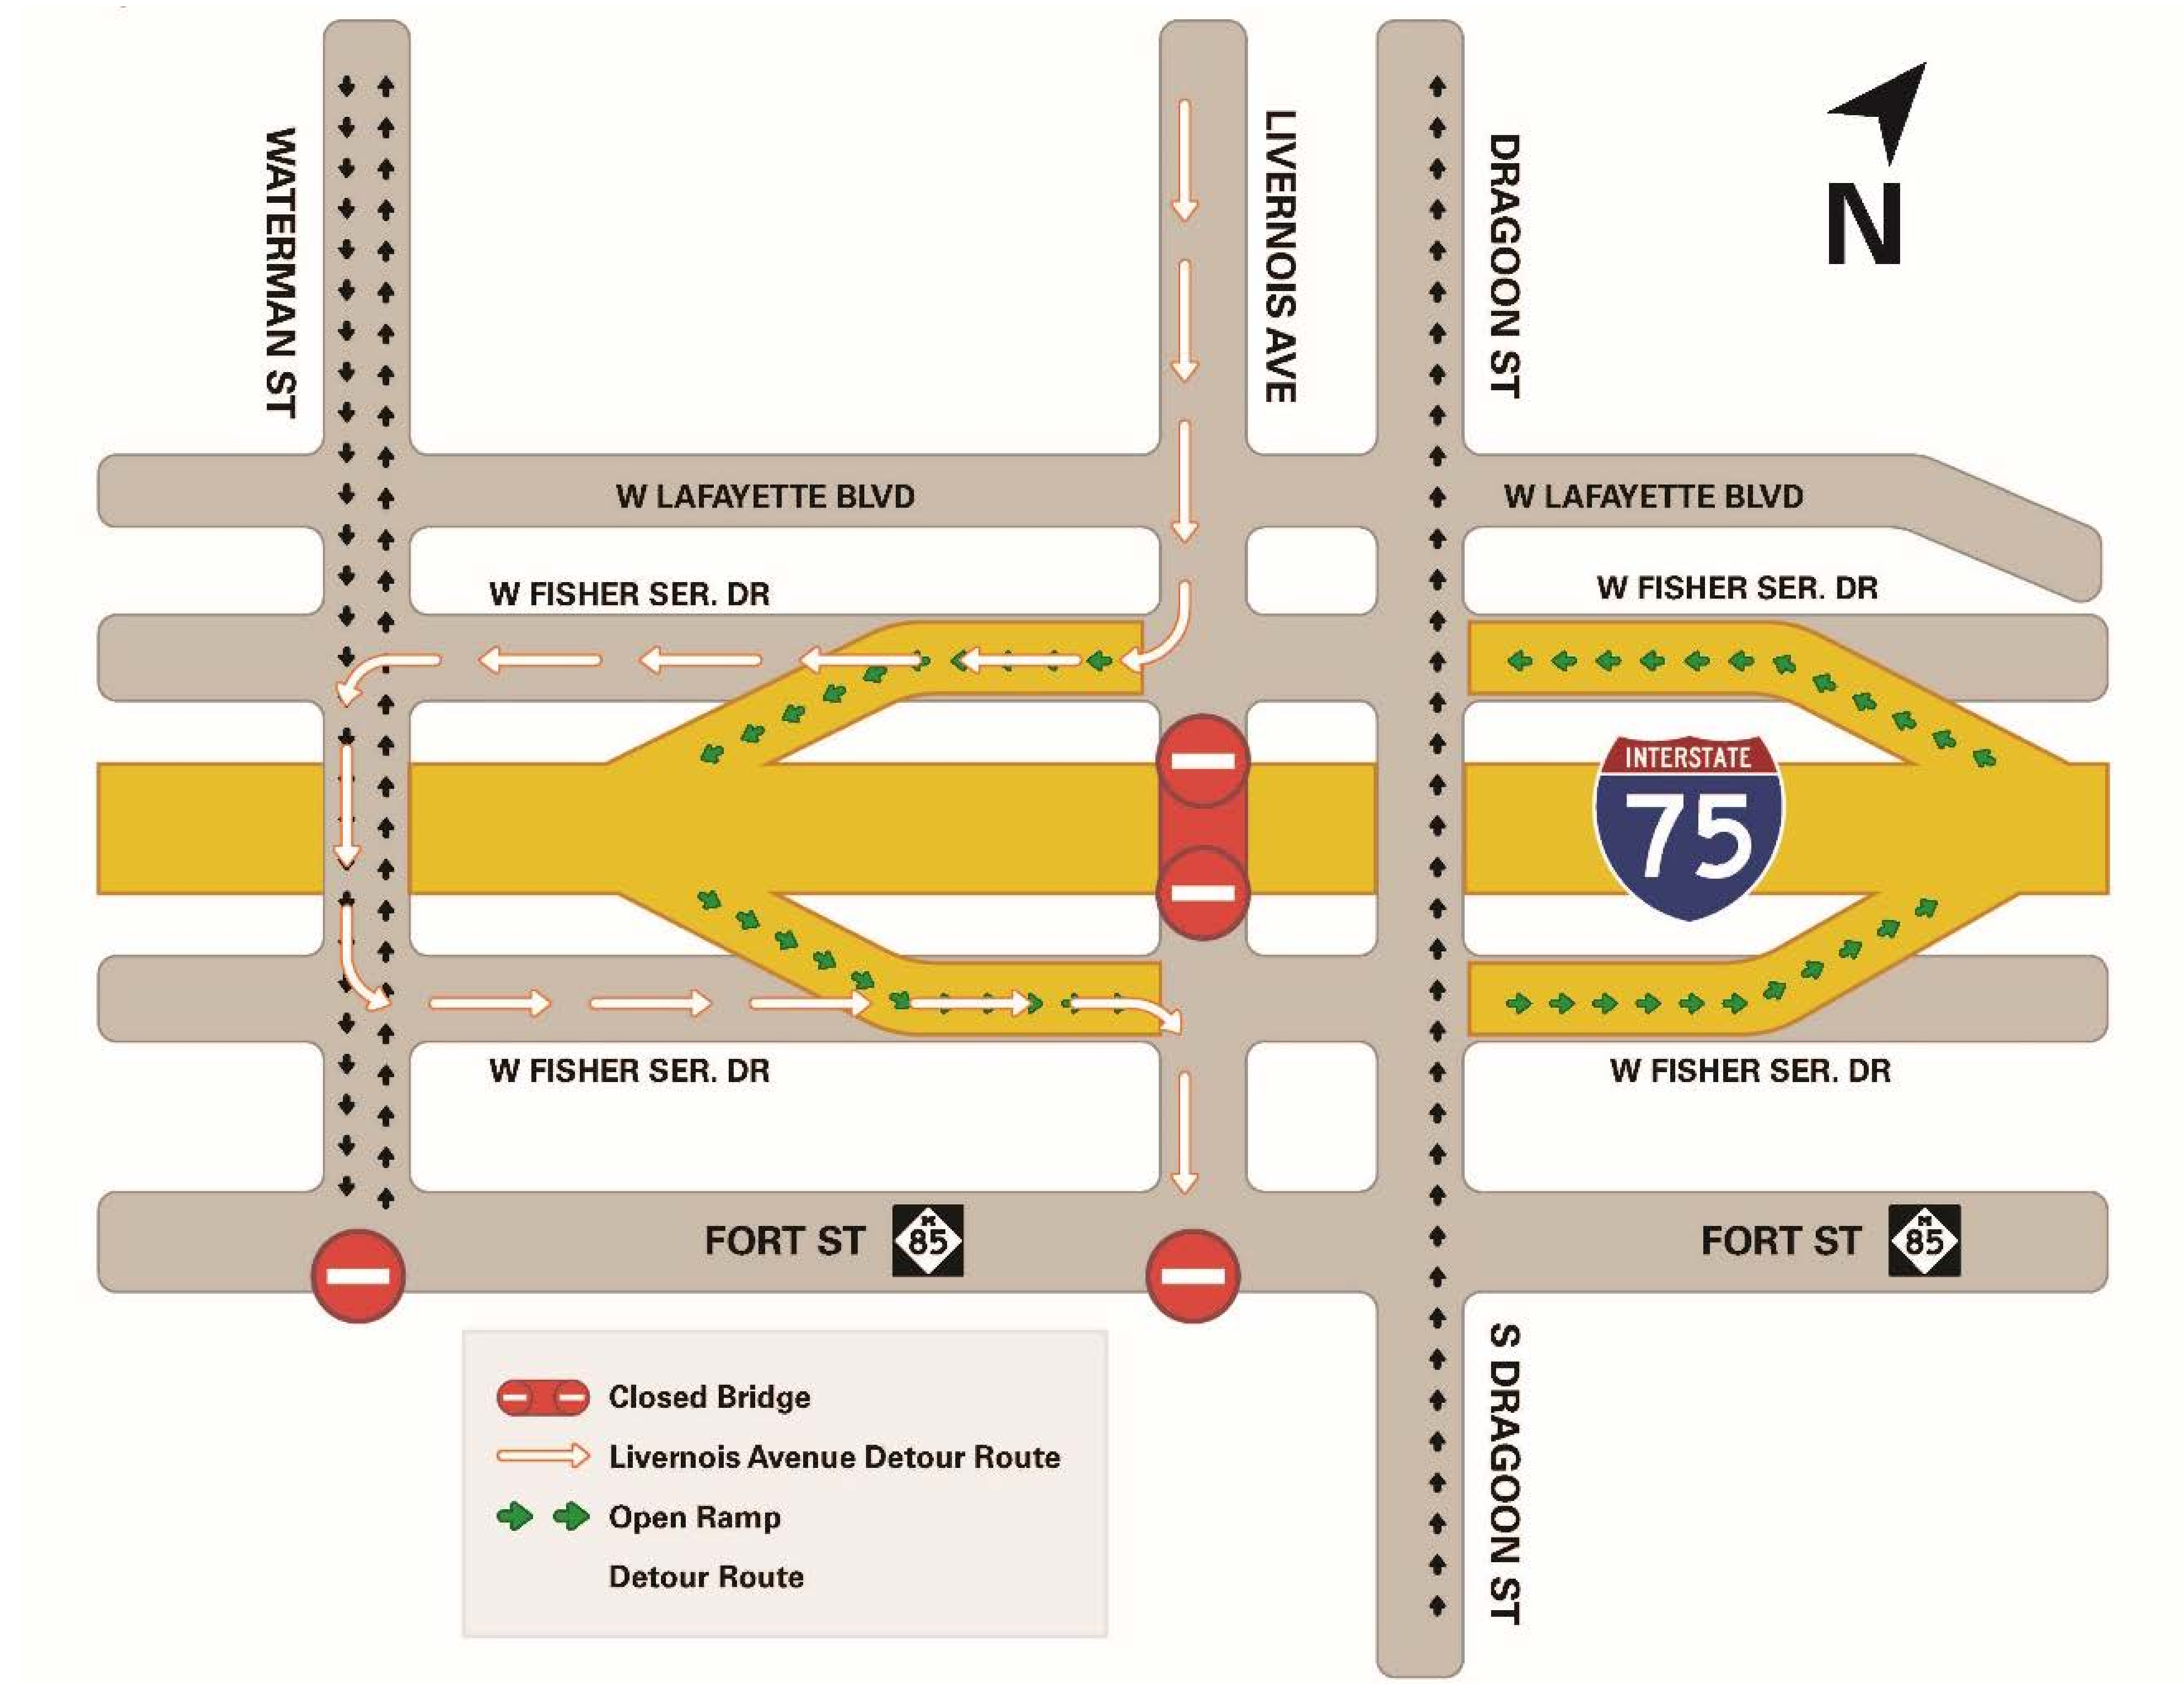 WATERMAN ST
LIVERNOIS AVE
DRAGOON ST
N
W LAFAYETTE BLVD
W LAFAYETTE BLVD
W FISHER SER. DR
W FISHER SER. DR
INTERSTATE
75
W FISHER SER. DR
W FISHER SER. DR
FORT ST
M
85
FORT ST
M
85
S DRAGOON ST
Closed Bridge
Livernois Avenue Detour Route
Open Ramp
Detour Route